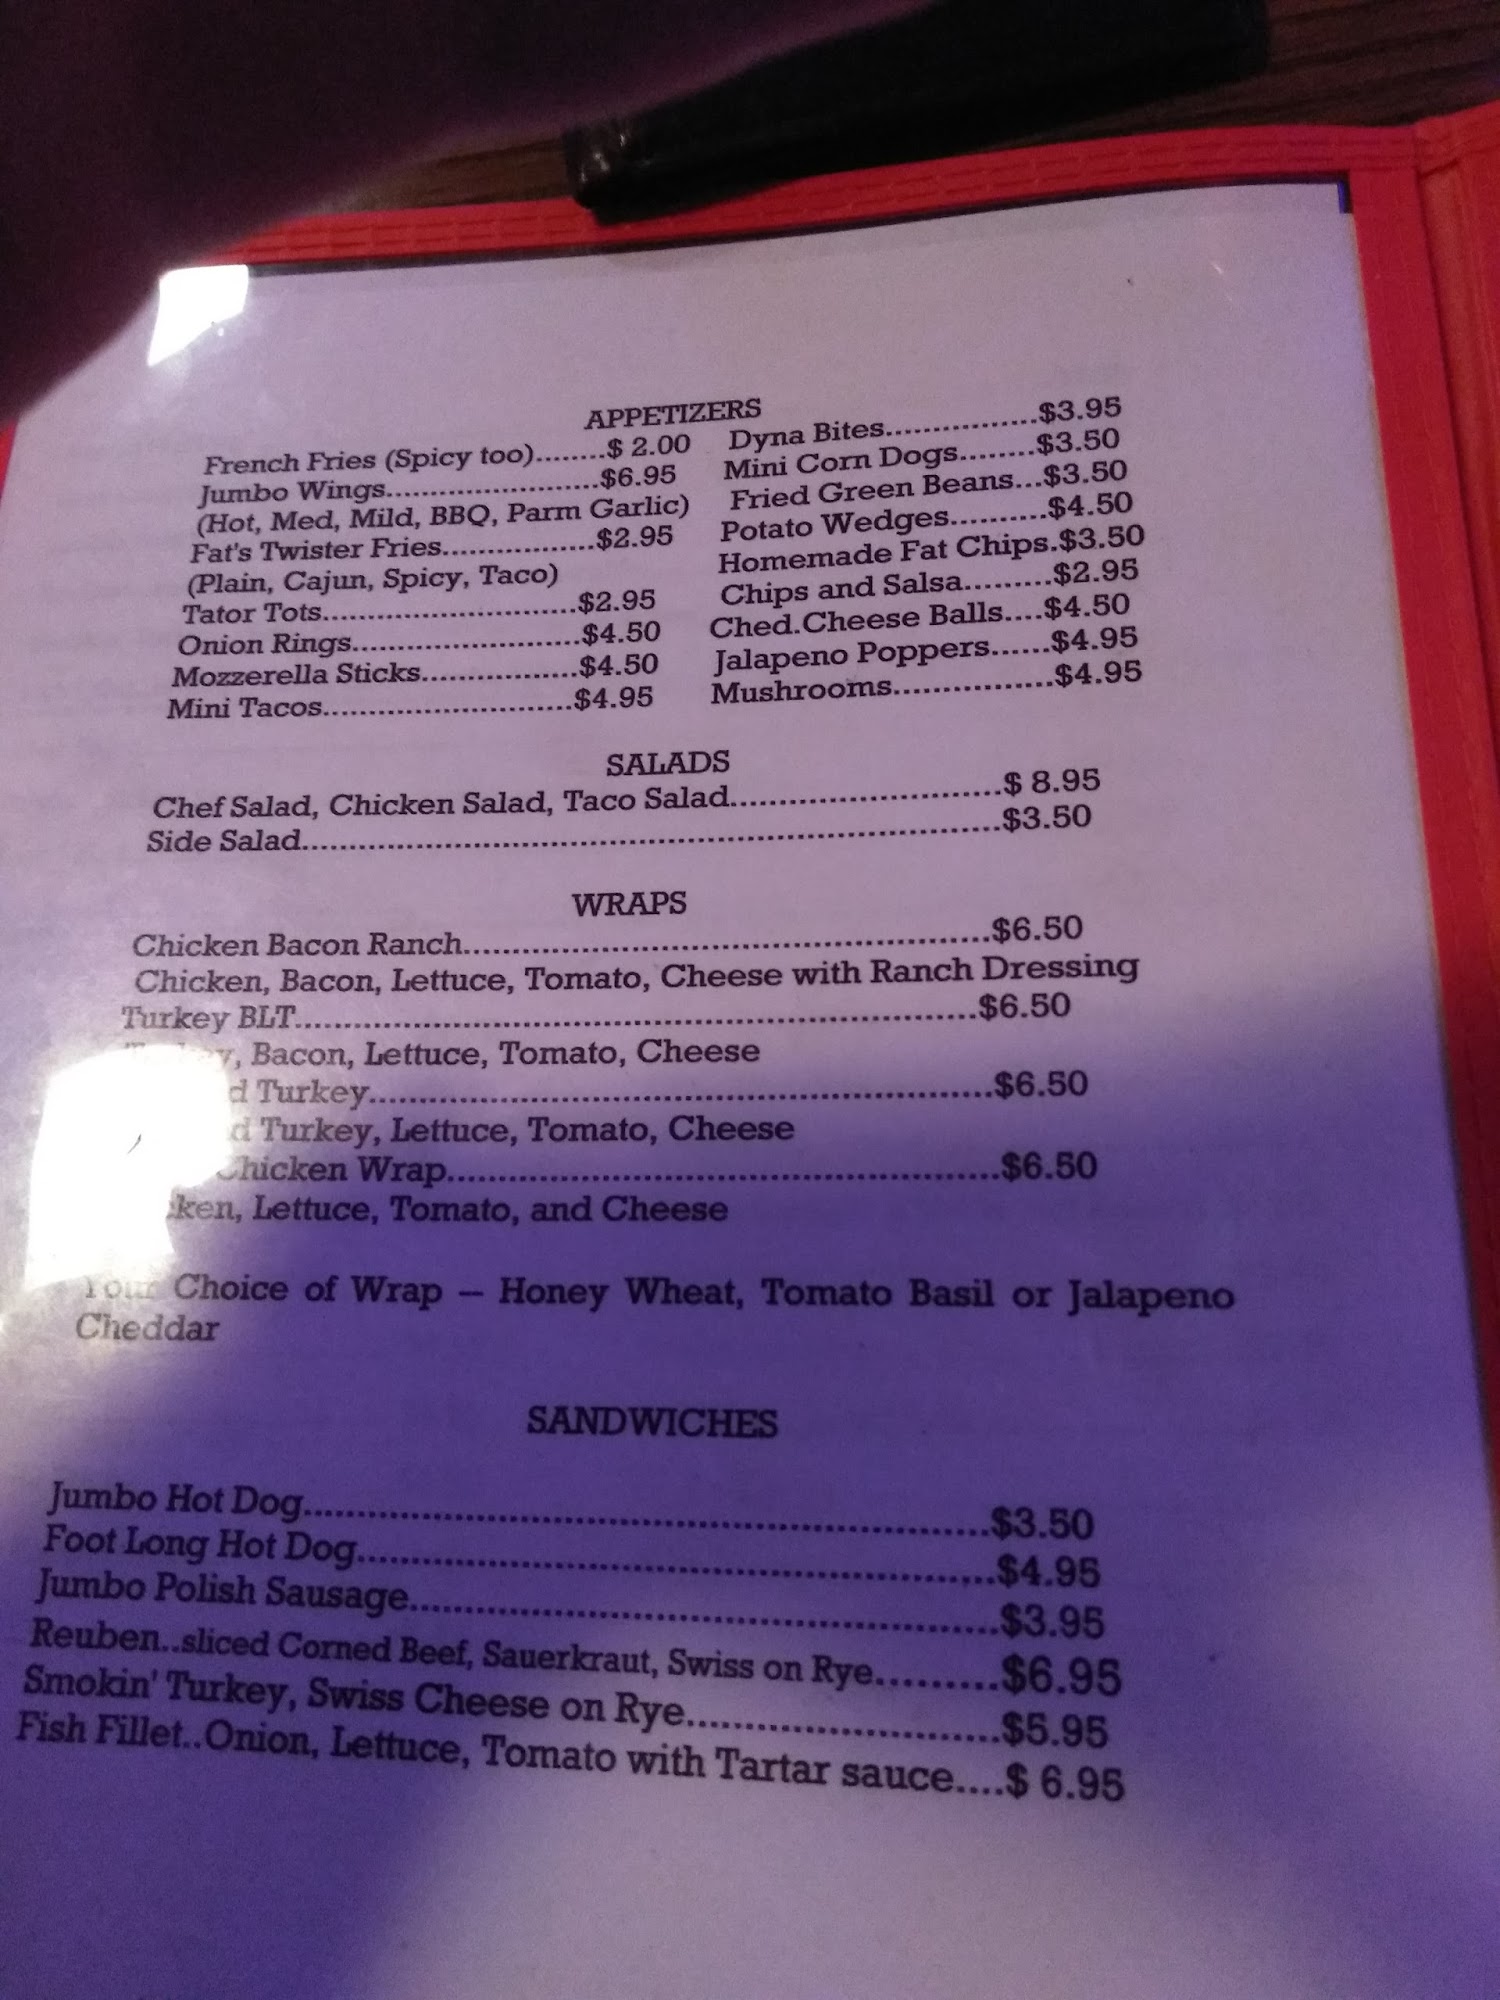 APPETIZERS
French Fries (Spicy too)........$ 2.00
Jumbo Wings.........................$6.95
(Hot, Med, Mild, BBQ, Parm Garlic)
Fat's Twister Fries..................$2.95
(Plain, Cajun, Spicy, Taco)
Tator Tots..............................$2.95
Onion Rings...........................$4.50
Mozzerella Sticks..................$4.50
Mini Tacos.............................$4.95
Dyna Bites..................$3.95
Mini Corn Dogs.........$3.50
Fried Green Beans...$3.50
Potato Wedges..........$4.50
Homemade Fat Chips.$3.50
Chips and Salsa.........$2.95
Ched.Cheese Balls....$4.50
Jalapeno Poppers......$4.95
Mushrooms.................$4.95
SALADS
Chef Salad, Chicken Salad, Taco Salad............................$ 8.95
Side Salad.......................................................................$3.50
WRAPS
Chicken Bacon Ranch......................................................$6.50
Chicken, Bacon, Lettuce, Tomato, Cheese with Ranch Dressing
Turkey BLT.....................................................................$6.50
Bacon, Lettuce, Tomato, Cheese
Turkey...............................................................$6.50
Turkey, Lettuce, Tomato, Cheese
Chicken Wrap.........................................................$6.50
Lettuce, Tomato, and Cheese
Your Choice of Wrap – Honey Wheat, Tomato Basil or Jalapeno
Cheddar
SANDWICHES
Jumbo Hot Dog................................................................$3.50
Foot Long Hot Dog...........................................................$4.95
Jumbo Polish Sausage......................................................$3.95
Reuben..sliced Corned Beef, Sauerkraut, Swiss on Rye..........$6.95
Smokin' Turkey, Swiss Cheese on Rye...........................$5.95
Fish Fillet..Onion, Lettuce, Tomato with Tartar sauce....$ 6.95